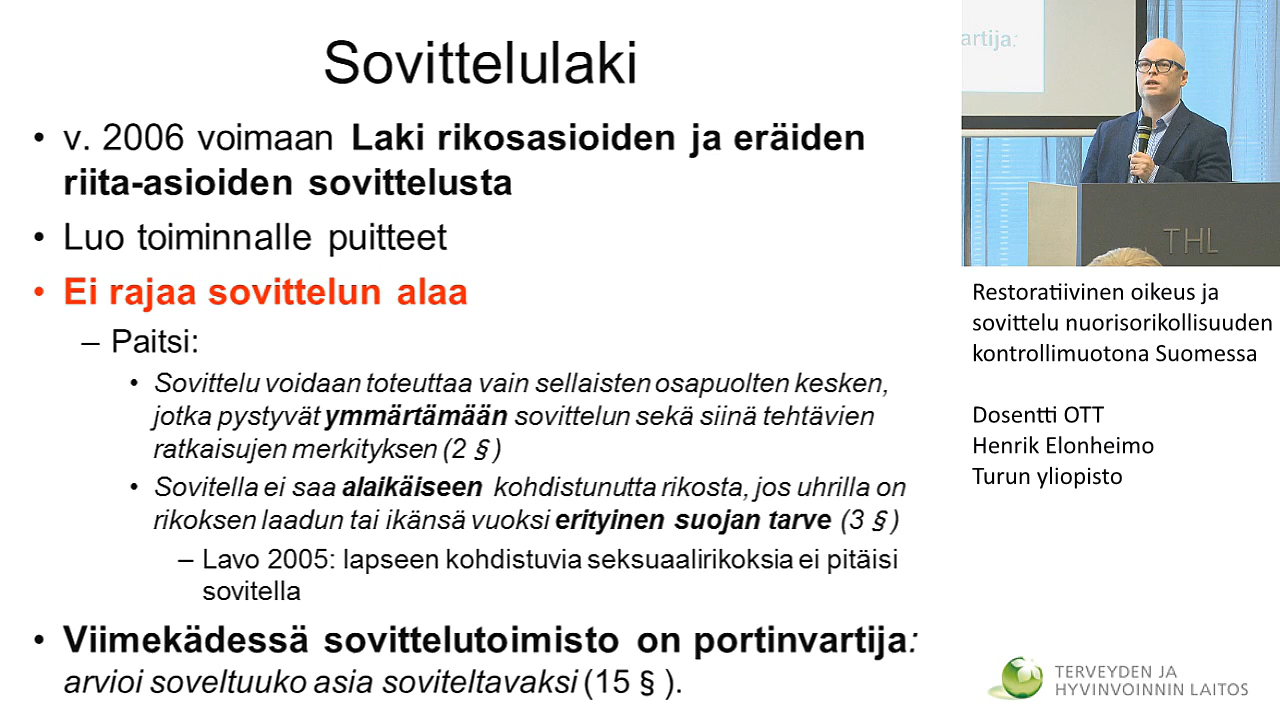 Sovittelulaki
• v. 2006 voimaan Laki rikosasioiden ja eräiden
riita-asioiden sovittelusta
• Luo toiminnalle puitteet
• Ei rajaa sovittelun alaa
– Paitsi:
• Sovittelu voidaan toteuttaa vain sellaisten osapuolten kesken,
jotka pystyvät ymmärtämään sovittelun sekä siinä tehtävien
ratkaisujen merkityksen (2 §)
• Sovitella ei saa alaikäiseen kohdistunutta rikosta, jos uhrilla on
rikoksen laadun tai ikänsä vuoksi erityinen suojan tarve (3 §)
– Lavo 2005: lapseen kohdistuvia seksuaalirikoksia ei pitäisi
sovitella
• Viimekädessä sovittelutoimisto on portinvartija:
arvioi soveltuuko asia soviteltavaksi (15 § ).
artija:
THL
Restoratiivinen oikeus ja
sovittelu nuorisorikollisuuden
kontrollimuotona Suomessa
Dosentti OTT
Henrik Elonheimo
Turun yliopisto
TERVEYDEN JA
HYVINVOINNIN LAITOS